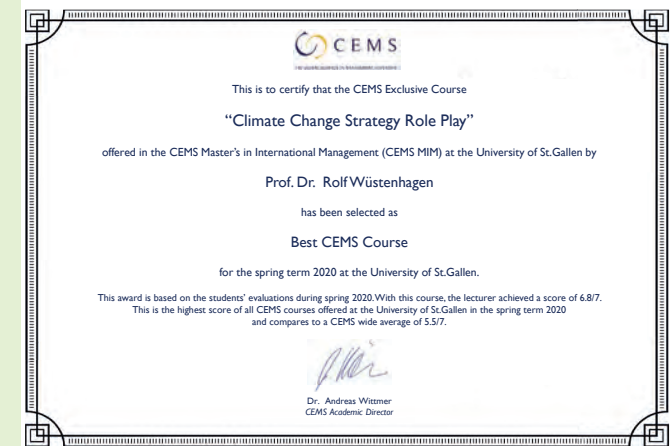 CEMS
This is to certify that the CEMS Exclusive Course
“Climate Change Strategy Role Play”
offered in the CEMS Master's in International Management (CEMS MIM) at the University of St.Gallen by
Prof. Dr. Rolf Wüstenhagen
has been selected as
Best CEMS Course
for the spring term 2020 at the University of St.Gallen.
This award is based on the students' evaluations during spring 2020. With this course, the lecturer achieved a score of 6.8/7.
This is the highest score of all CEMS courses offered at the University of St.Gallen in the spring term 2020
and compares to a CEMS wide average of 5.5/7.
Dr. Andreas Wittmer
CEMS Academic Director